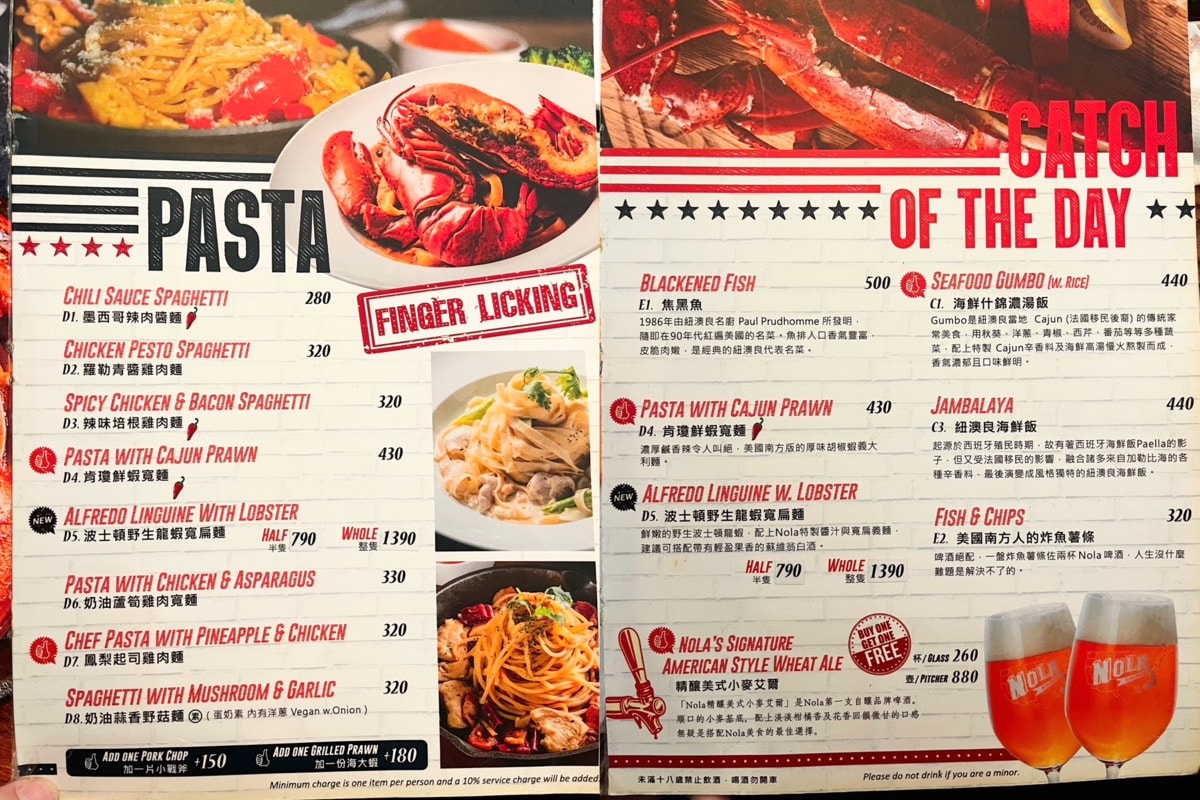 PASTA
FINGER LICKING
CHILI SAUCE SPAGHETTI 280
D1. 墨西哥辣肉醬麵
CHICKEN PESTO SPAGHETTI 320
D2. 羅勒青醬雞肉麵
SPICY CHICKEN & BACON SPAGHETTI 320
D3. 辣味培根雞肉麵
PASTA WITH CAJUN PRAWN 430
D4. 肯瓊鮮蝦寬麵
NEW
ALFREDO LINGUINE WITH LOBSTER
D5. 波士頓野生龍蝦寬扁麵
HALF 790 WHOLE 1390
半隻 整隻
PASTA WITH CHICKEN & ASPARAGUS 330
D6. 奶油蘆筍雞肉寬麵
CHEF PASTA WITH PINEAPPLE & CHICKEN 320
D7. 鳳梨起司雞肉麵
SPAGHETTI WITH MUSHROOM & GARLIC 320
D8. 奶油蒜香野菇麵 素 ( 蛋奶素 內有洋蔥 Vegan w.Onion )
ADD ONE PORK CHOP +150
加一片小戰斧
ADD ONE GRILLED PRAWN +180
加一份海大蝦
Minimum charge is one item per person and a 10% service charge will be added.
CATCH
OF THE DAY
BLACKENED FISH 500
E1. 焦黑魚
1986年由紐澳良名廚 Paul Prudhomme 所發明，
隨即在90年代紅遍美國的名菜。魚排入口香氣豐富
皮脆肉嫩，是經典的紐澳良代表名菜。
PASTA WITH CAJUN PRAWN 430
D4. 肯瓊鮮蝦寬麵
濃厚鹹香辣令人叫絕，美國南方版的厚味胡椒蝦義大
利麵。
NEW
ALFREDO LINGUINE W. LOBSTER
D5. 波士頓野生龍蝦寬扁麵
鮮嫩的野生波士頓龍蝦，配上Nola特製醬汁與寬扁義麵
建議可搭配帶有輕盈果香的蘇維翁白酒。
HALF 790 WHOLE 1390
半隻 整隻
SEAFOOD GUMBO (W. RICE) 440
C1. 海鮮什錦濃湯飯
Gumbo是紐澳良當地 Cajun (法國移民後裔) 的傳統家
常美食，用秋葵、洋蔥、青椒、西芹、番茄等等多種蔬
菜，配上特製 Cajun辛香料及海鮮高湯慢火熬製而成，
香氣濃郁且口味鮮明。
JAMBALAYA 440
C3. 紐澳良海鮮飯
起源於西班牙殖民時期，故有著西班牙海鮮飯Paella的影
子，但又受法國移民的影響，融合諸多來自加勒比海的各
種辛香料，最後演變成風格獨特的紐澳良海鮮飯。
FISH & CHIPS 320
E2. 美國南方人的炸魚薯條
啤酒絕配，一盤炸魚薯條佐兩杯Nola啤酒，人生沒什麼
難題是解決不了的。
NOLA'S SIGNATURE
AMERICAN STYLE WHEAT ALE
精釀美式小麥艾爾
BUY ONE
GET ONE
FREE
杯/GLASS 260
壺/PITCHER 880
「Nola精釀美式小麥艾爾」是Nola第一支自釀品牌啤酒。
順口的小麥基底，配上淡淡柑橘香及花香回饋微甘的口感
無疑是搭配Nola美食的最佳選擇。
NOLA
NOLA
未滿十八歲禁止飲酒，喝酒勿開車
Please do not drink if you are a minor.